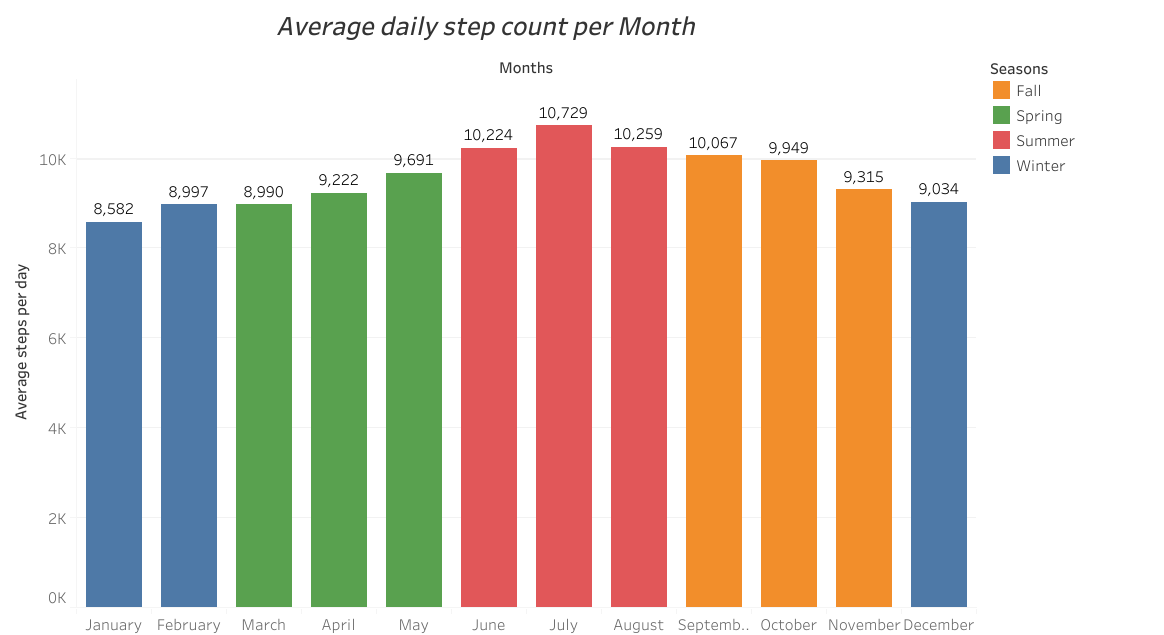 Average daily step count per Month
Months
Seasons
Fall
Spring
Summer
Winter
Average steps per day
10K
8K
6K
4K
2K
0K
8,582
8,997
8,990
9,222
9,691
10,224
10,729
10,259
10,067
9,949
9,315
9,034
January February March April May June July August Septemb.. October November December